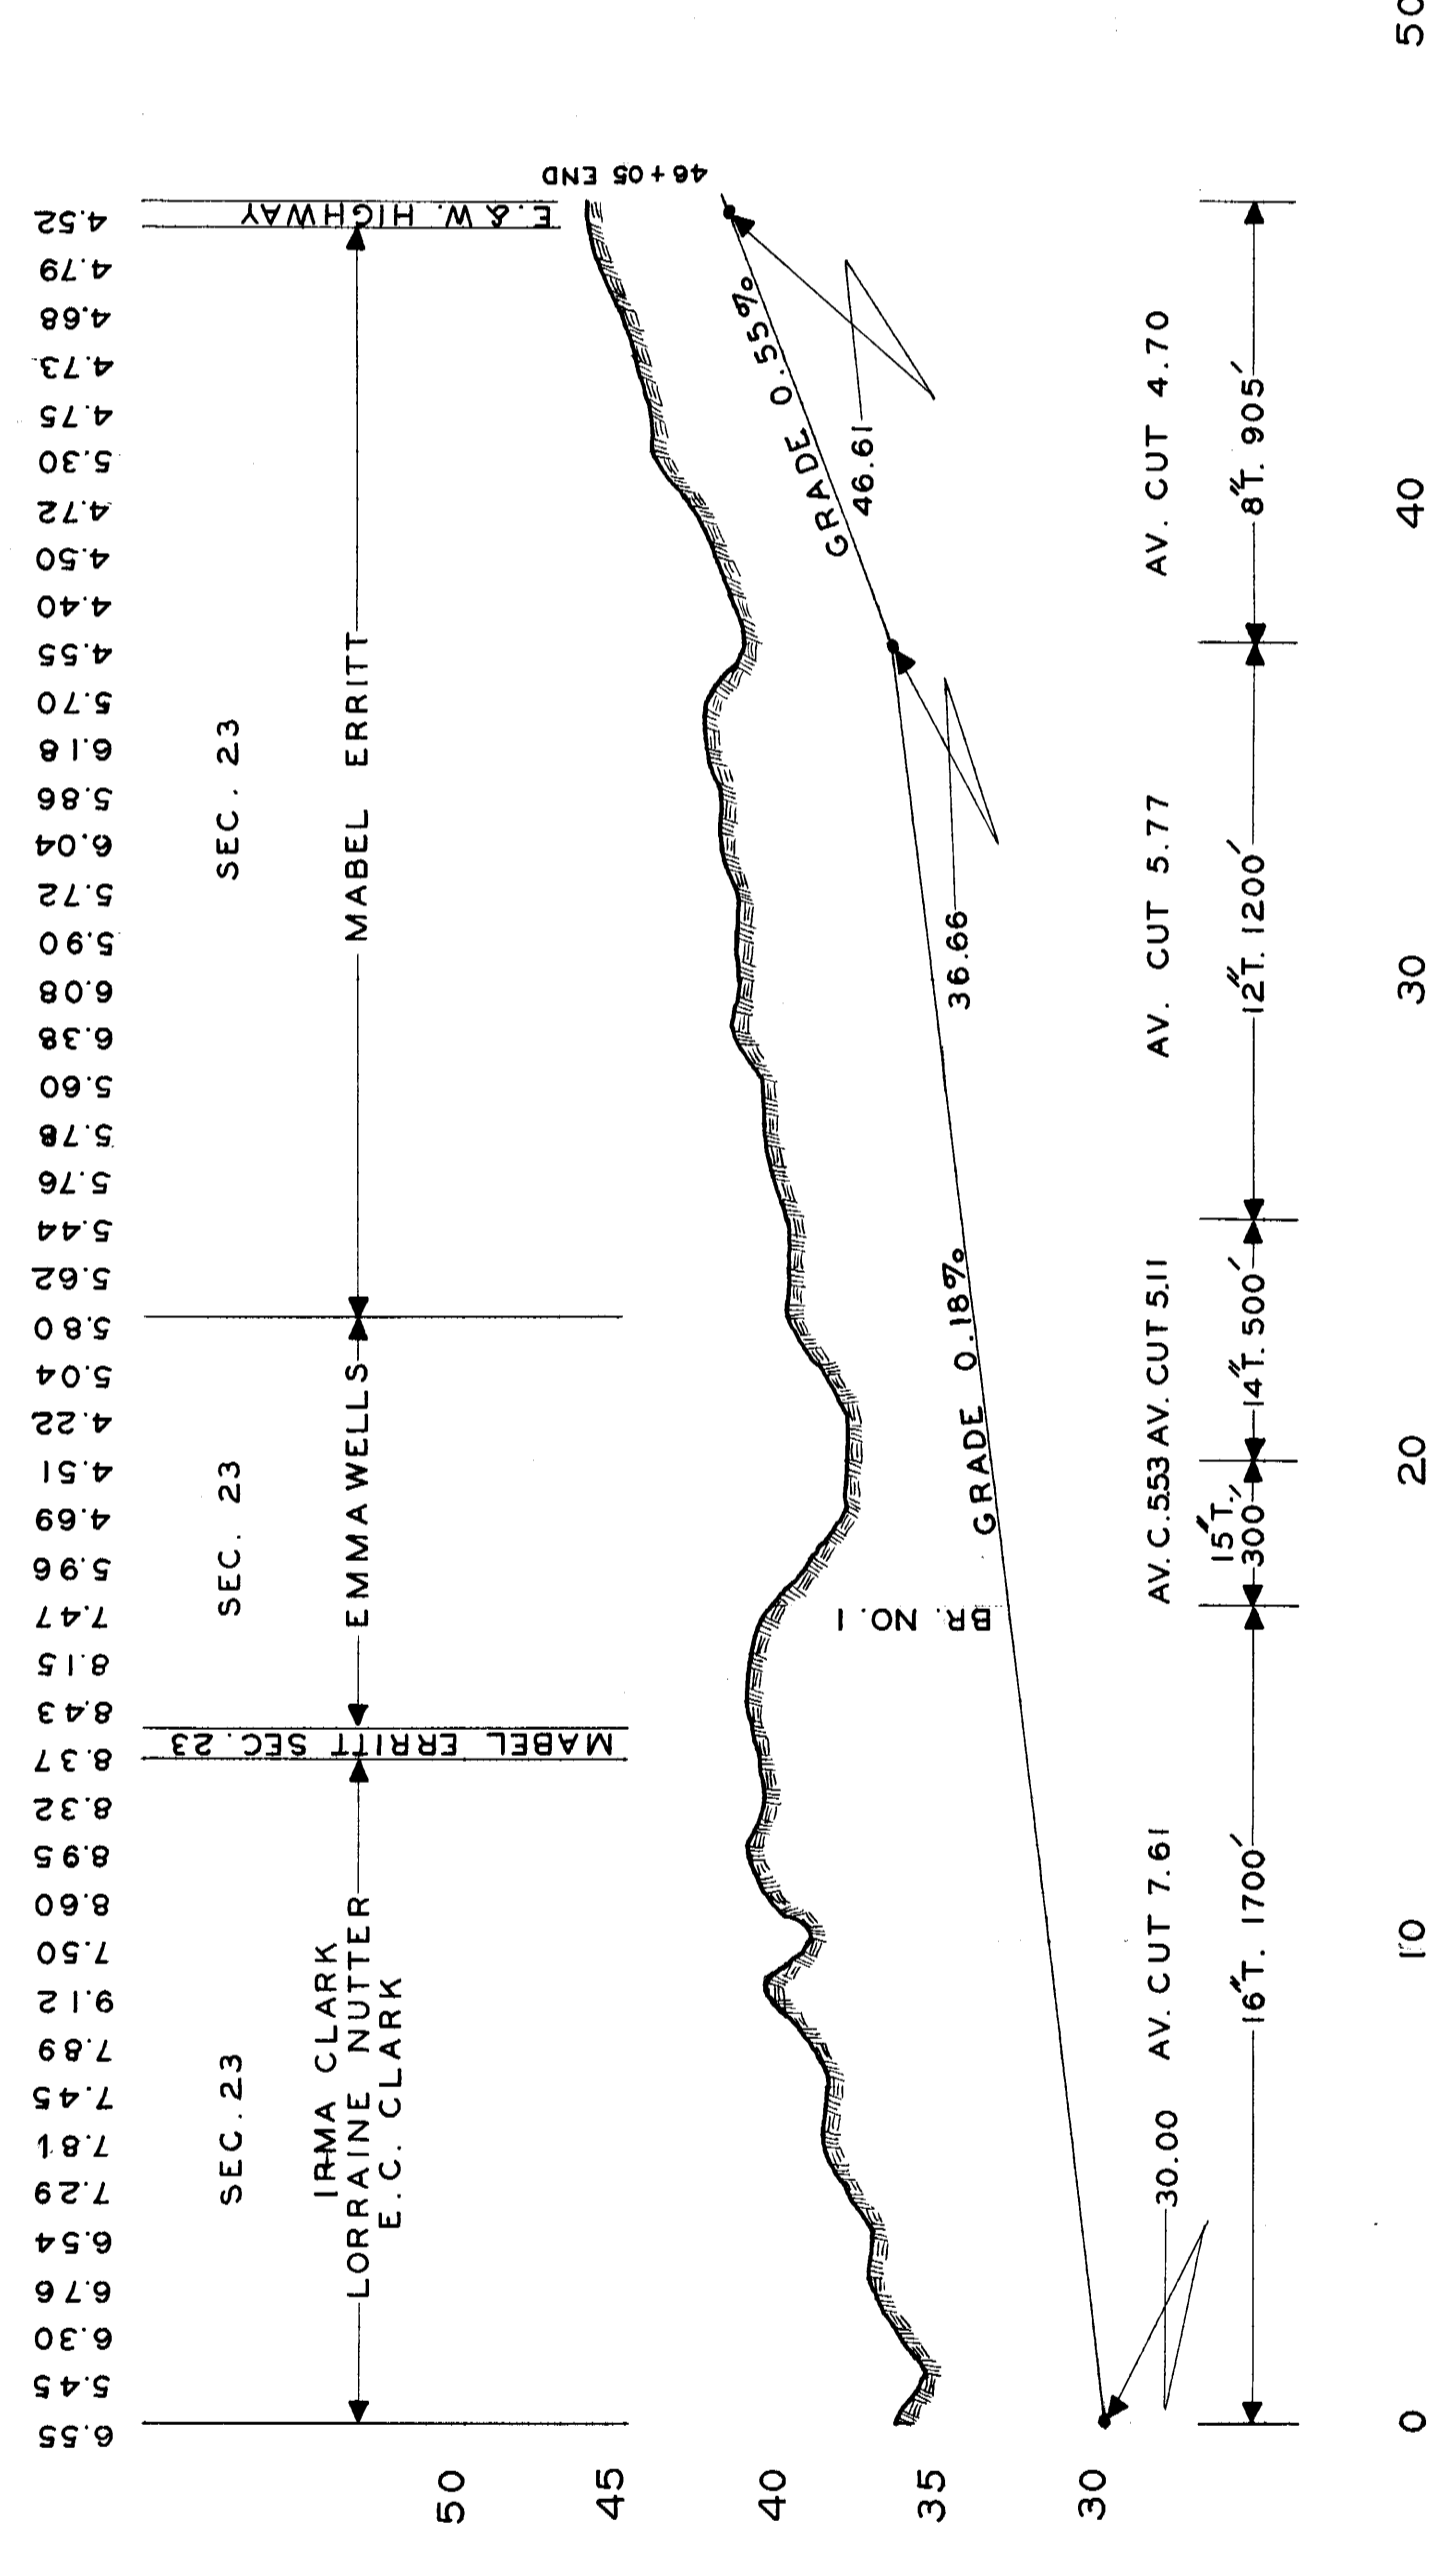 6.55
5.45
6.30
6.76
6.54
7.29
7.81
7.45
7.89
9.12
7.50
8.60
8.95
8.32
8.37
8.43
8.15
7.47
5.96
4.69
4.51
4.22
5.04
5.80
5.62
5.44
5.76
5.78
5.60
6.38
6.08
5.90
5.72
6.04
5.86
6.18
5.70
4.55
4.40
4.50
4.72
5.30
4.75
4.73
4.68
4.79
4.52
SEC. 23
SEC. 23
SEC. 23
IRMA CLARK
LORRAINE NUTTER
E.C. CLARK
MABEL ERRITT SEC. 23
EMMA WELLS
MABEL ERRITT
E. & W. HIGHWAY
46 + 05 END
50
45
40
35
30
BR. NO. 1
GRADE 0.18%
GRADE 0.55%
30.00
36.66
46.61
AV. CUT 7.61
AV. C. 5.53
AV. CUT 5.11
AV. CUT 5.77
AV. CUT 4.70
16"T. 1700'
15"T.
300'
14"T. 500'
12"T. 1200'
8"T. 905'
0
10
20
30
40
50